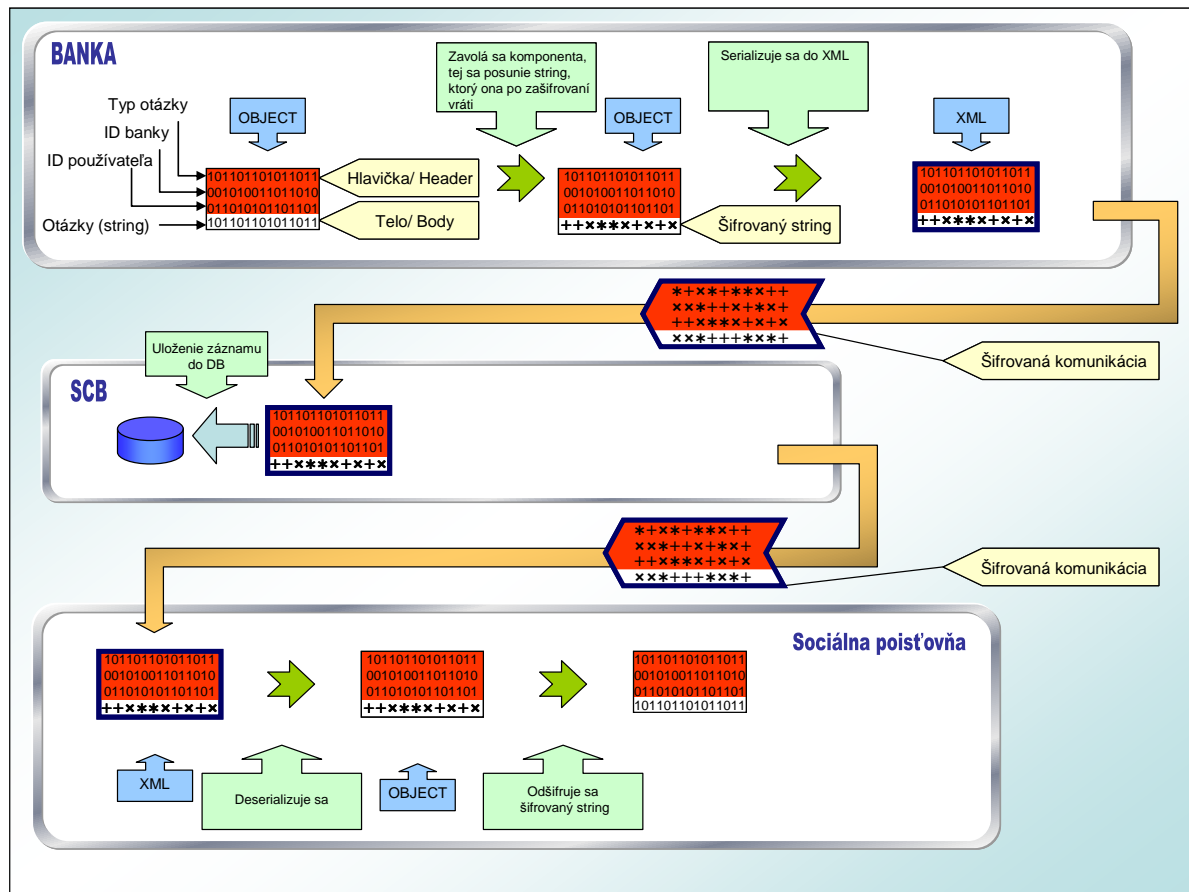 BANKA
Zavolá sa komponenta,
tej sa posunie string,
ktorý ona po zašifrovaní
vráti
Serializuje sa do XML
Typ otázky
ID banky
ID používateľa
Otázky (string)
OBJECT
OBJECT
XML
101101101011011
001010011011010
011010101101101
101101101011011
Hlavička/ Header
Telo/ Body
101101101011011
001010011011010
011010101101101
++×**×+×+×
Šifrovaný string
101101101011011
001010011011010
011010101101101
++×**×+×+×
*+×*+**×++
××*++×+*×+
++×**×+×+×
××*+++*×*+
Šifrovaná komunikácia
Uloženie záznamu
do DB
SCB
101101101011011
001010011011010
011010101101101
++×**×+×+×
*+×*+**×++
××*++×+*×+
++×**×+×+×
××*+++*××+
Šifrovaná komunikácia
Sociálna poisťovňa
101101101011011
001010011011010
011010101101101
++×**×+×+×
101101101011011
001010011011010
011010101101101
++×**×+×+×
101101101011011
001010011011010
011010101101101
101101101011011
XML
Deserializuje sa
OBJECT
Odšifruje sa
šifrovaný string